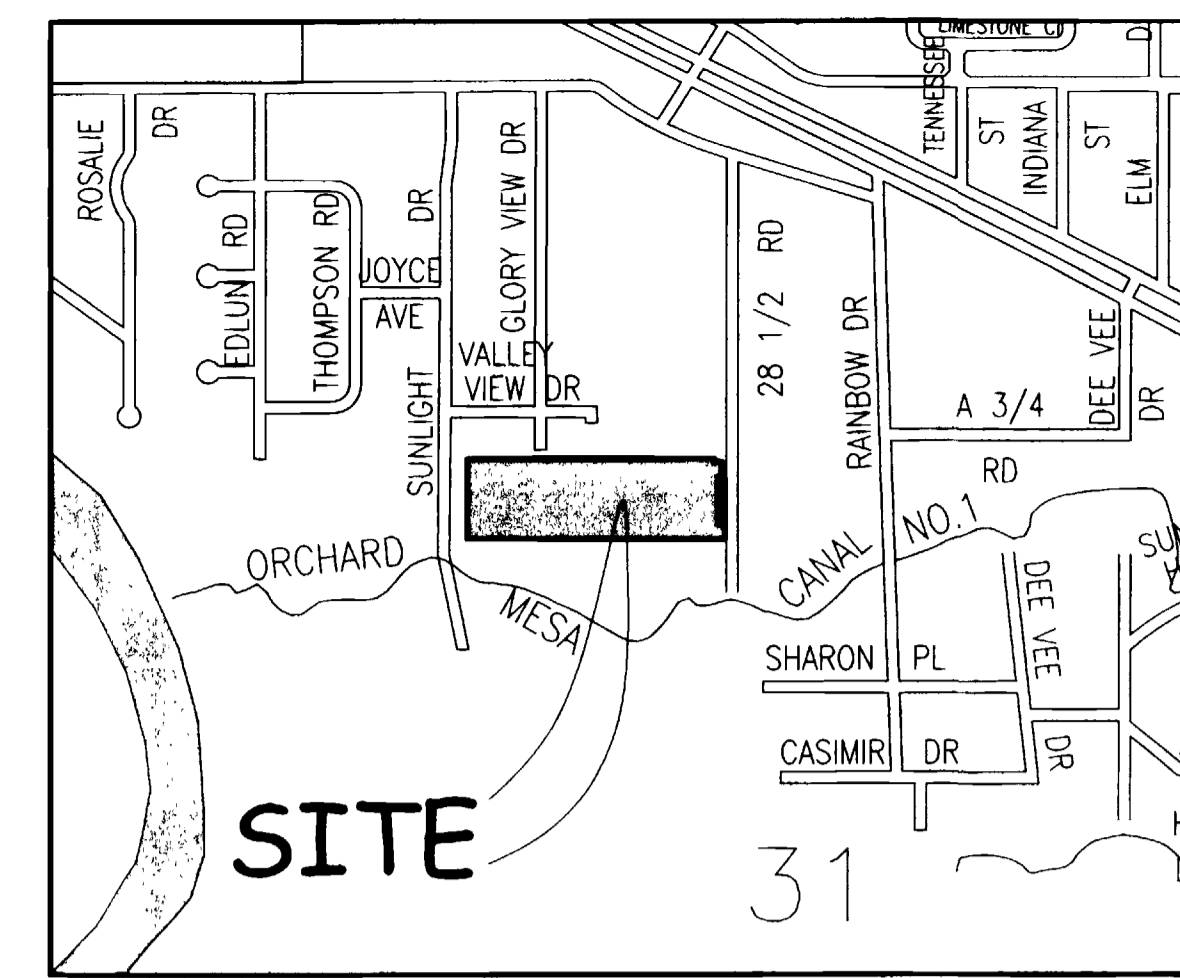 LIMESTONE
D
TENNESSEE
ST
INDIANA
ST
ELM
ROSALIE
DR
EDLUN RD
THOMPSON RD
DR
SUNLIGHT
JOYCE
AVE
GLORY VIEW DR
VALLEY
VIEW DR
28 1/2 RD
RAINBOW DR
DEE VEE
DR
A 3/4
RD
ORCHARD
MESA
CANAL
NO.1
SUN
DEE VEE
DR
SHARON PL
CASIMIR DR
SITE
31